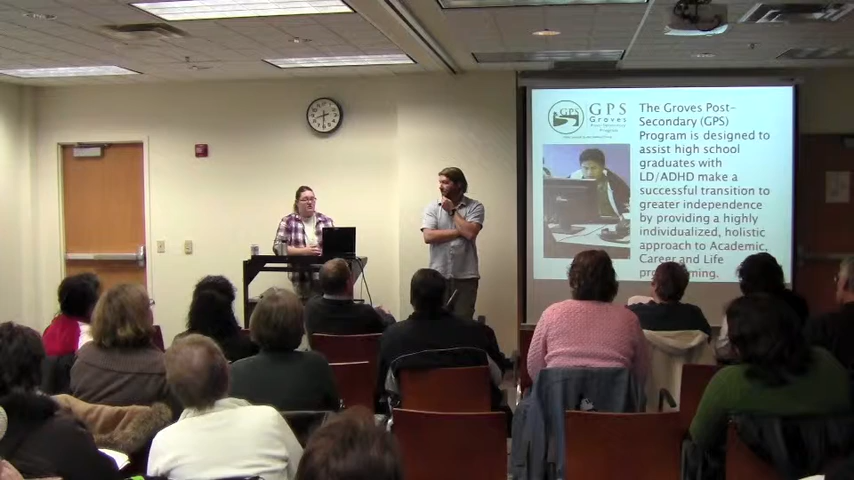 GPS
GPS
Groves
The Groves Post-
Secondary (GPS)
Program is designed to
assist high school
graduates with
LD/ADHD make a
successful transition to
greater independence
by providing a highly
individualized, holistic
approach to Academic,
Career and Life
programming.